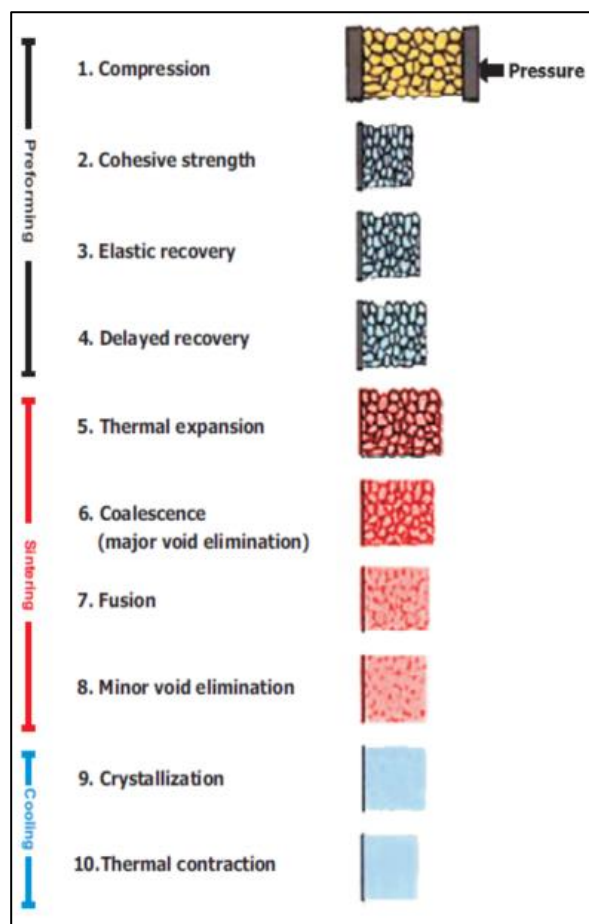 1. Compression
Pressure
2. Cohesive strength
3. Elastic recovery
4. Delayed recovery
Preforming
5. Thermal expansion
6. Coalescence
(major void elimination)
7. Fusion
8. Minor void elimination
Sintering
9. Crystallization
10. Thermal contraction
Cooling